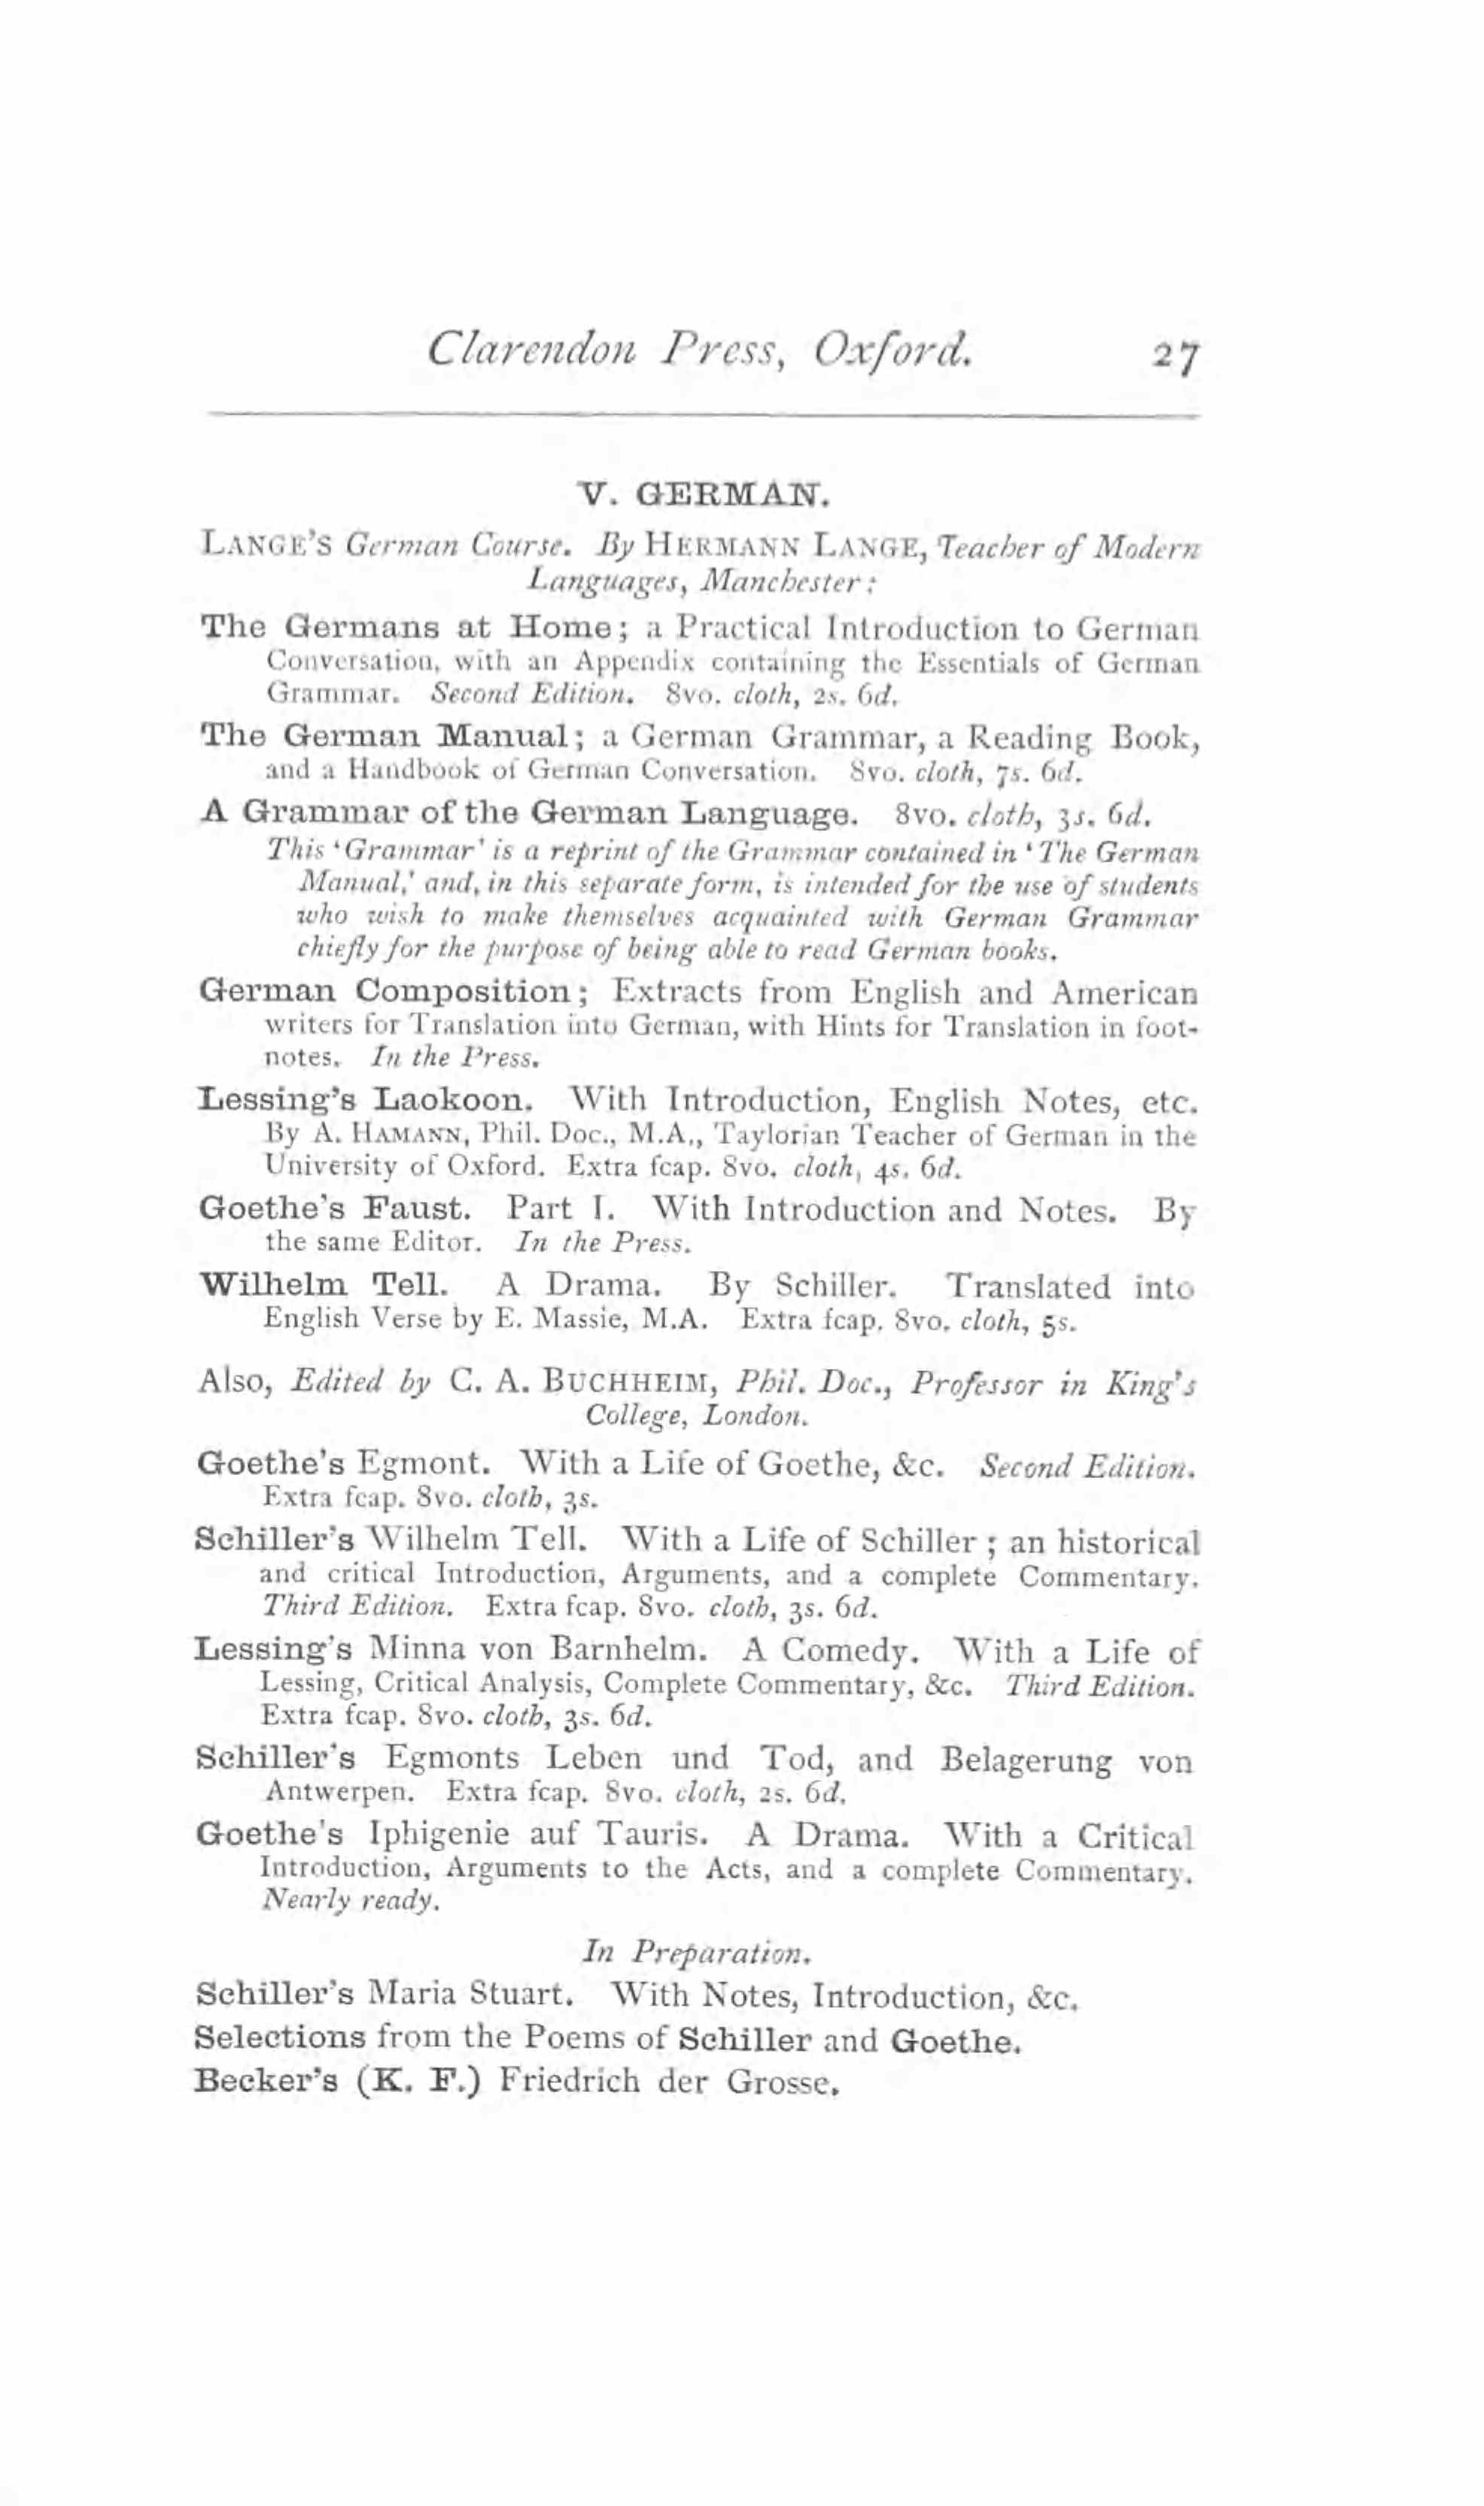 Clarendon Press, Oxford. 27
V. GERMAN.
LANGE'S German Course. By HERMANN LANGE, Teacher of Modern
Languages, Manchester:
The Germans at Home; a Practical Introduction to German
Conversation, with an Appendix containing the Essentials of German
Grammar. Second Edition. 8vo. cloth, 2s. 6d.
The German Manual; a German Grammar, a Reading Book,
and a Handbook of German Conversation. 8vo. cloth, 7s. 6d.
A Grammar of the German Language. 8vo. cloth, 3s. 6d.
This 'Grammar' is a reprint of the Grammar contained in 'The German
Manual,' and, in this separate form, is intended for the use of students
who wish to make themselves acquainted with German Grammar
chiefly for the purpose of being able to read German books.
German Composition; Extracts from English and American
writers for Translation into German, with Hints for Translation in foot-
notes. In the Press.
Lessing's Laokoon. With Introduction, English Notes, etc.
By A. HAMANN, Phil. Doc., M.A., Taylorian Teacher of German in the
University of Oxford. Extra fcap. 8vo. cloth, 4s. 6d.
Goethe's Faust. Part I. With Introduction and Notes. By
the same Editor. In the Press.
Wilhelm Tell. A Drama. By Schiller. Translated into
English Verse by E. Massie, M.A. Extra fcap. 8vo. cloth, 5s.
Also, Edited by C. A. BUCHHEIM, Phil. Doc., Professor in King's
College, London.
Goethe's Egmont. With a Life of Goethe, &c. Second Edition.
Extra fcap. 8vo. cloth, 3s.
Schiller's Wilhelm Tell. With a Life of Schiller; an historical
and critical Introduction, Arguments, and a complete Commentary.
Third Edition. Extra fcap. 8vo. cloth, 3s. 6d.
Lessing's Minna von Barnhelm. A Comedy. With a Life of
Lessing, Critical Analysis, Complete Commentary, &c. Third Edition.
Extra fcap. 8vo. cloth, 3s. 6d.
Schiller's Egmonts Leben und Tod, and Belagerung von
Antwerpen. Extra fcap. 8vo. cloth, 2s. 6d.
Goethe's Iphigenie auf Tauris. A Drama. With a Critical
Introduction, Arguments to the Acts, and a complete Commentary.
Nearly ready.
In Preparation.
Schiller's Maria Stuart. With Notes, Introduction, &c.
Selections from the Poems of Schiller and Goethe.
Becker's (K. F.) Friedrich der Grosse.